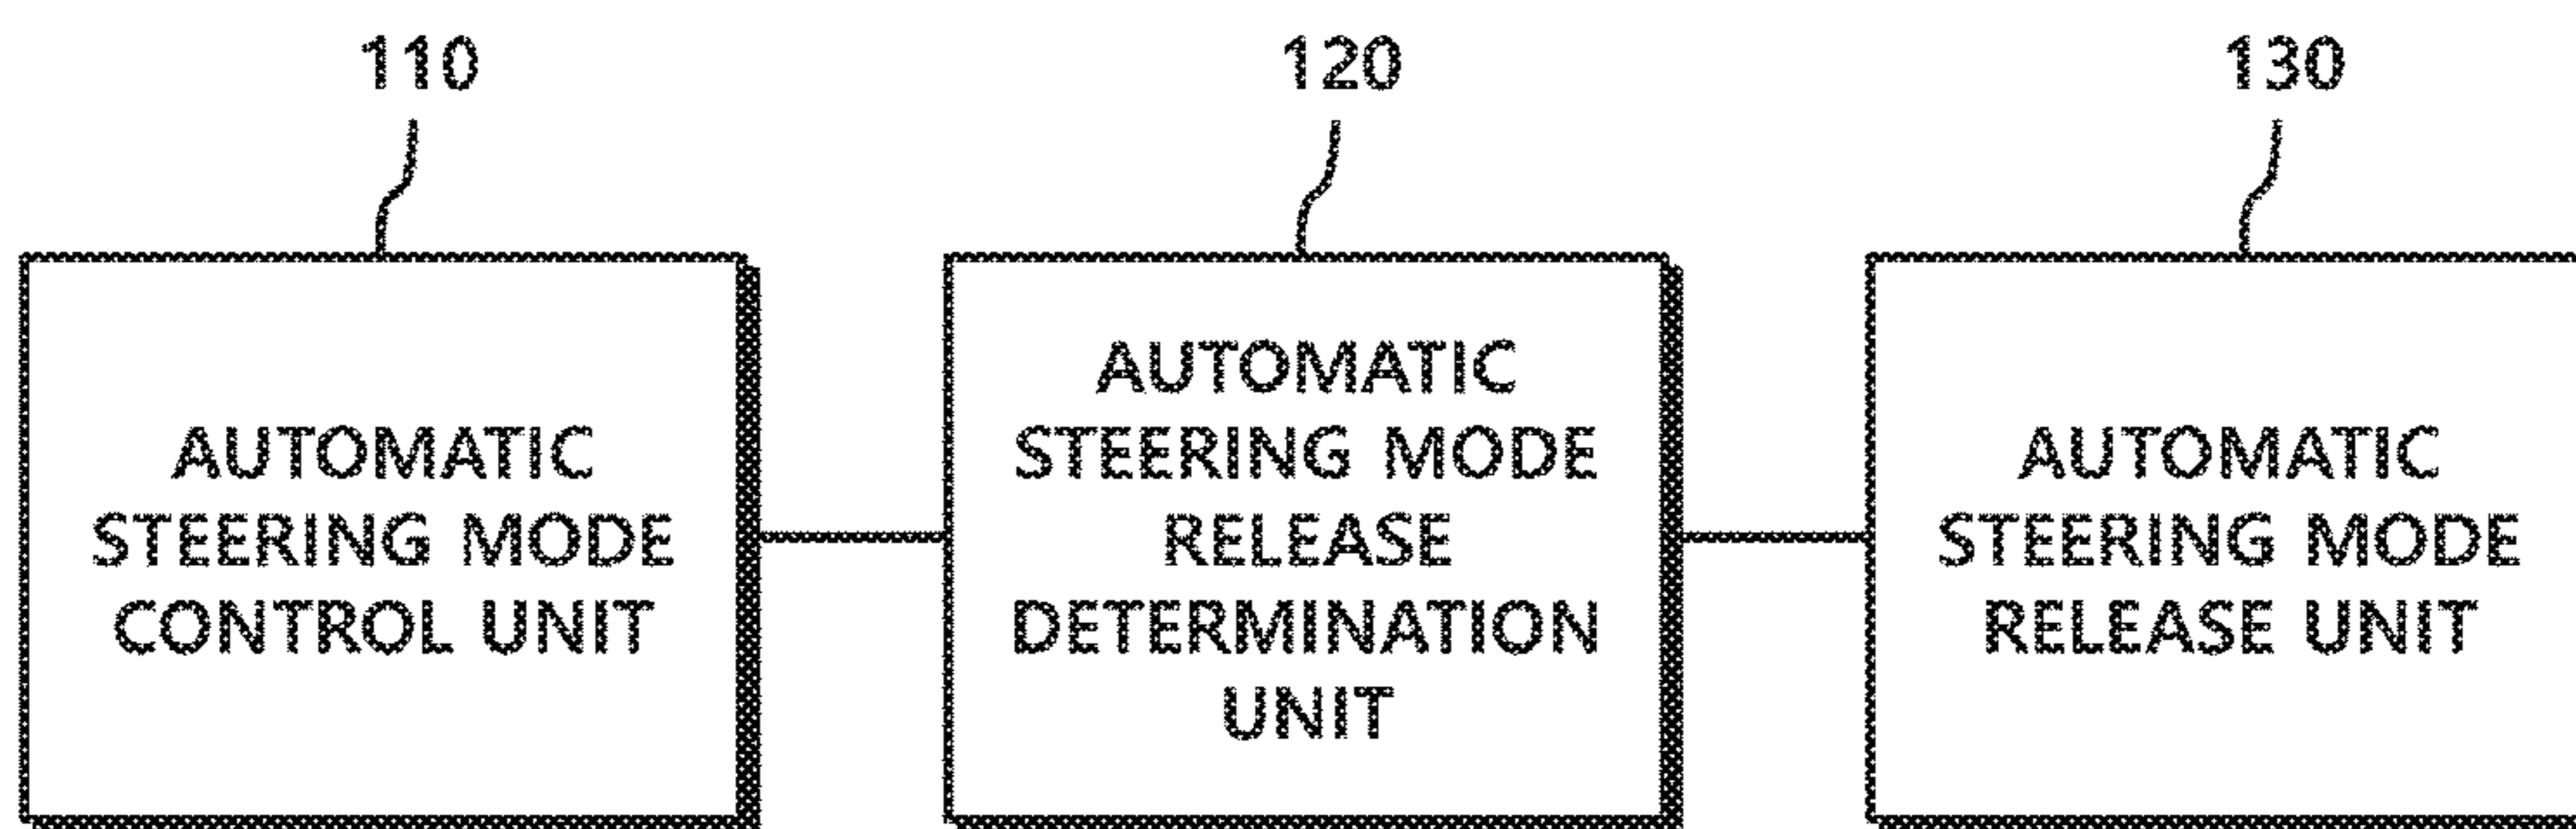 110
120
130
AUTOMATIC
STEERING MODE
CONTROL UNIT
AUTOMATIC
STEERING MODE
RELEASE
DETERMINATION
UNIT
AUTOMATIC
STEERING MODE
RELEASE UNIT